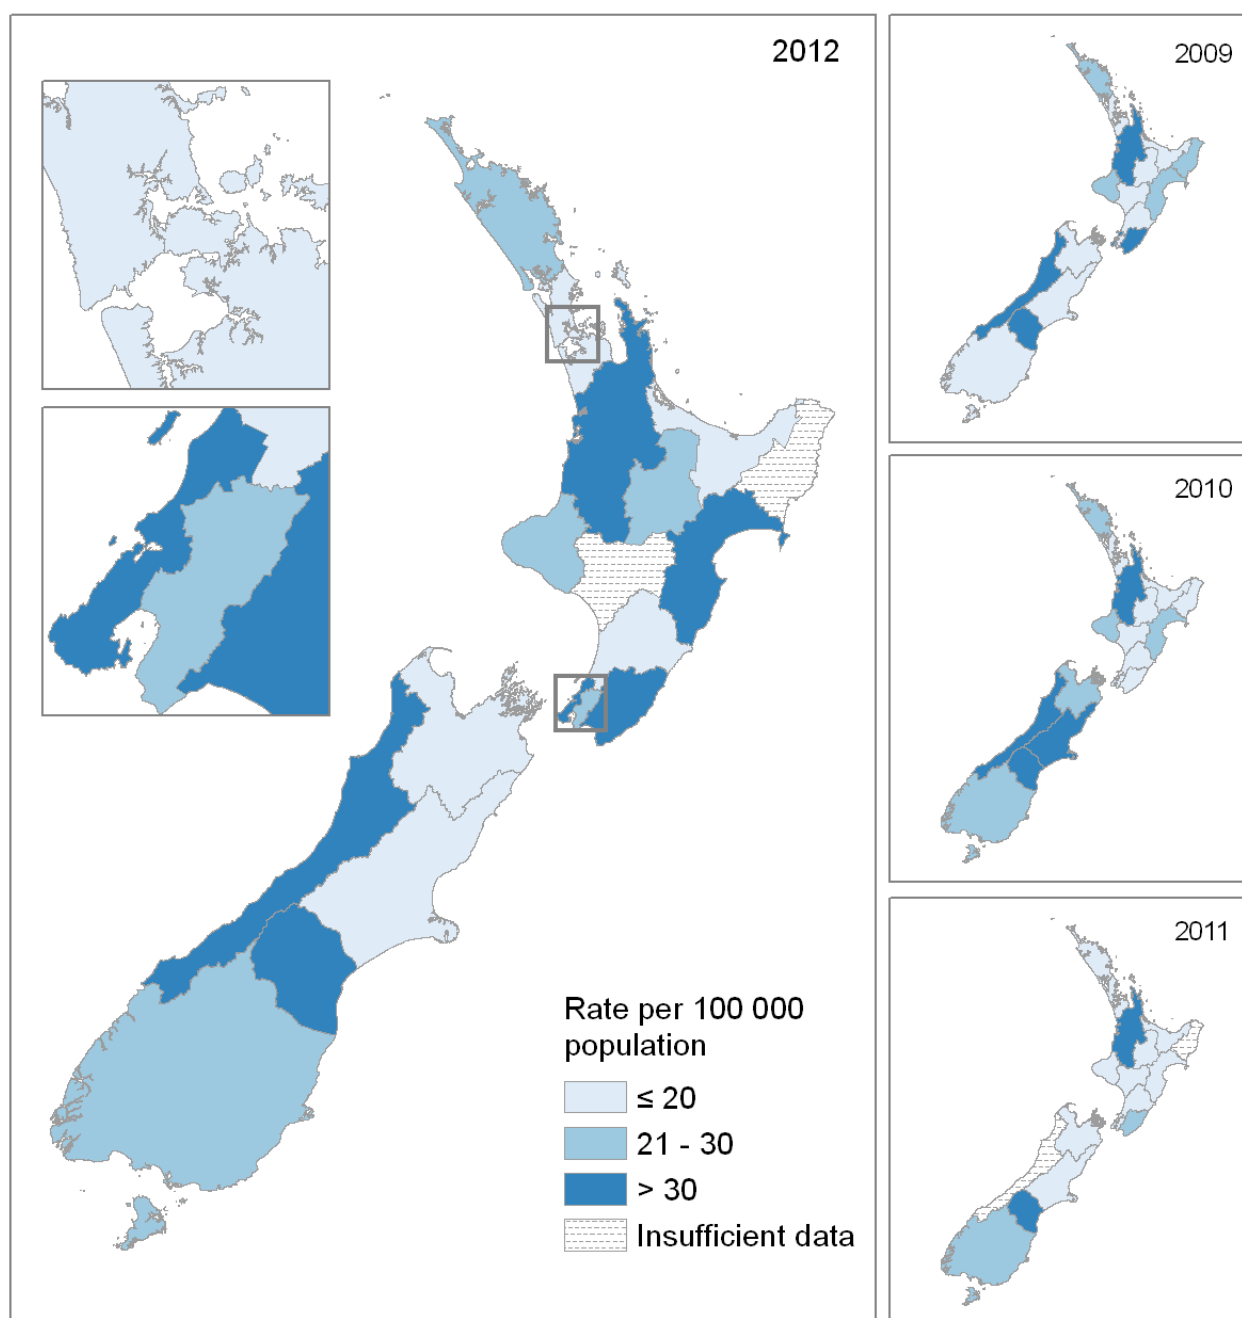 2012
2009
2010
2011
Rate per 100 000
population
≤ 20
21 - 30
> 30
Insufficient data